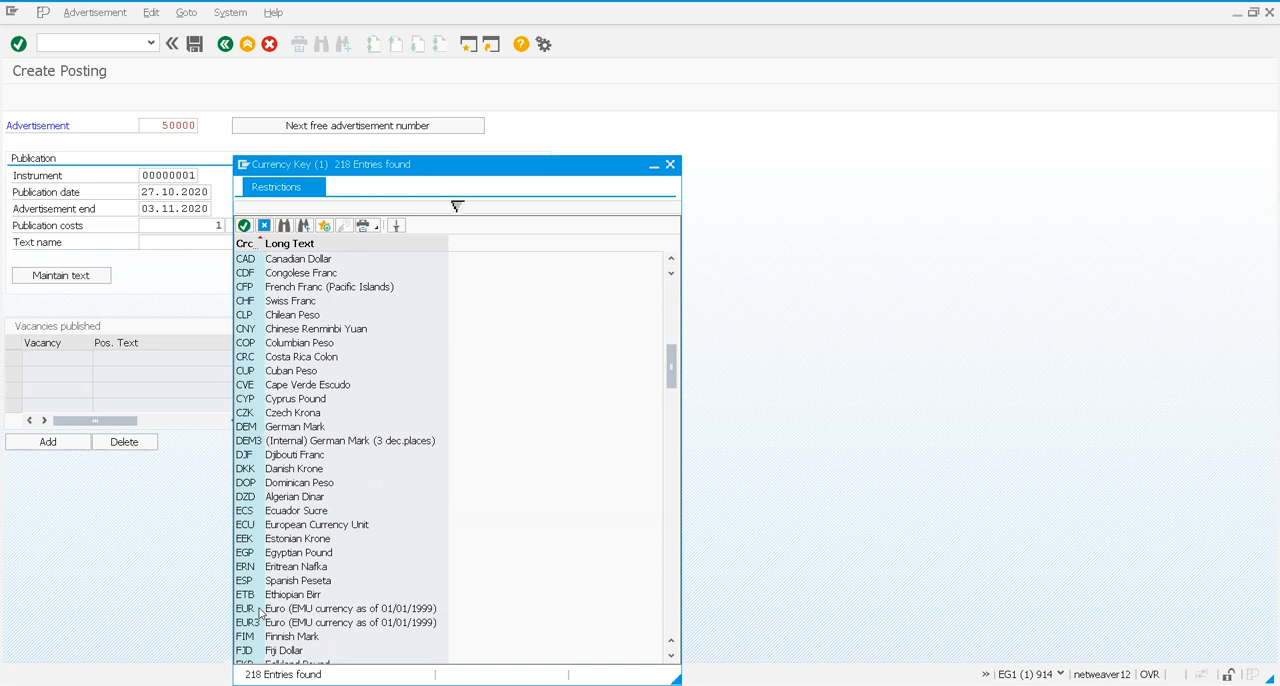 Advertisement Edit Goto System Help
Create Posting
Advertisement 50000 Next free advertisement number
Publication
Instrument 00000001
Publication date 27.10.2020
Advertisement end 03.11.2020
Publication costs 1
Text name
Maintain text
Vacancies published
Vacancy Pos. Text
Add Delete
Currency Key (1) 218 Entries found
Restrictions
Crc.. Long Text
CAD Canadian Dollar
CDF Congolese Franc
CFP French Franc (Pacific Islands)
CHF Swiss Franc
CLP Chilean Peso
CNY Chinese Renminbi Yuan
COP Columbian Peso
CRC Costa Rica Colon
CUP Cuban Peso
CVE Cape Verde Escudo
CYP Cyprus Pound
CZK Czech Krona
DEM German Mark
DEM3 (Internal) German Mark (3 dec.places)
DJF Djibouti Franc
DKK Danish Krone
DOP Dominican Peso
DZD Algerian Dinar
ECS Ecuador Sucre
ECU European Currency Unit
EEK Estonian Krone
EGP Egyptian Pound
ERN Eritrean Nafka
ESP Spanish Peseta
ETB Ethiopian Birr
EUR Euro (EMU currency as of 01/01/1999)
EUR3 Euro (EMU currency as of 01/01/1999)
FIM Finnish Mark
FJD Fiji Dollar
FKP Falkland Pound
218 Entries found
EG1 (1) 914 netweaver12 OVR